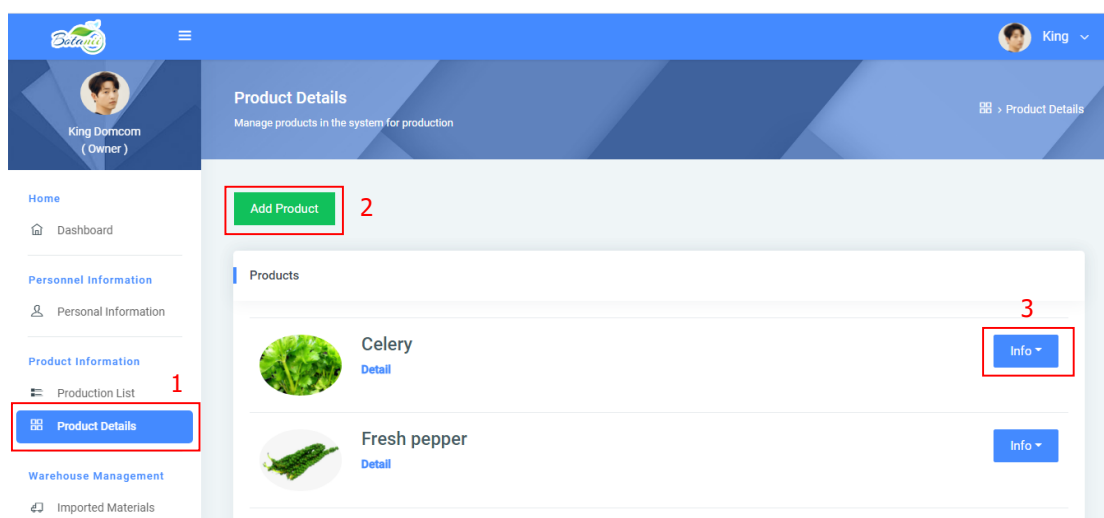 Botanic
King
King Domcom
( Owner )
Product Details
Manage products in the system for production
> Product Details
Home
Dashboard
Personnel Information
Personal Information
Product Information
Production List
1
Product Details
Warehouse Management
Imported Materials
Add Product
2
Products
3
Celery
Detail
Info
Fresh pepper
Detail
Info